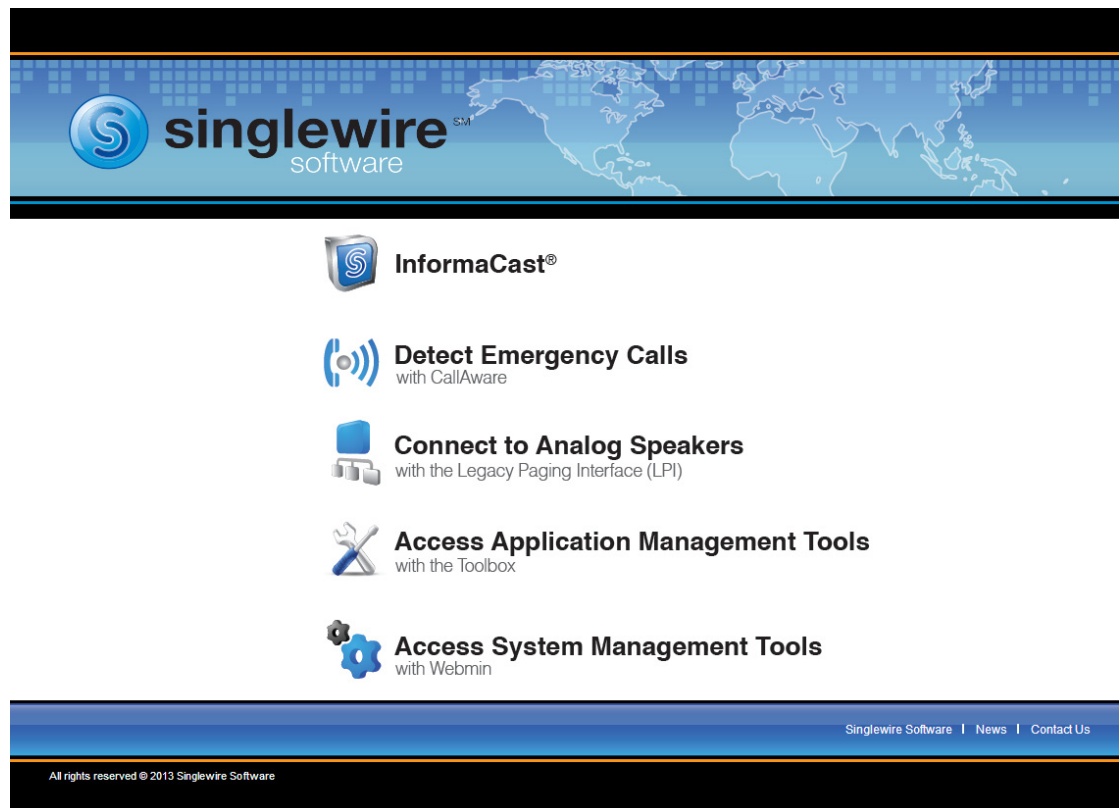 singlewire SM
software
InformaCast®
Detect Emergency Calls
with CallAware
Connect to Analog Speakers
with the Legacy Paging Interface (LPI)
Access Application Management Tools
with the Toolbox
Access System Management Tools
with Webmin
Singlewire Software | News | Contact Us
All rights reserved © 2013 Singlewire Software